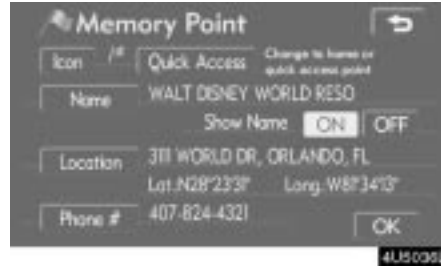 Memory Point
Icon Quick Access Change to home or quick access point
Name WALT DISNEY WORLD RESO
Show Name ON OFF
Location 311 WORLD DR, ORLANDO, FL
Lat.N28°23'31" Long.W81°34'13"
Phone # 407-824-4321
OK
4U5036